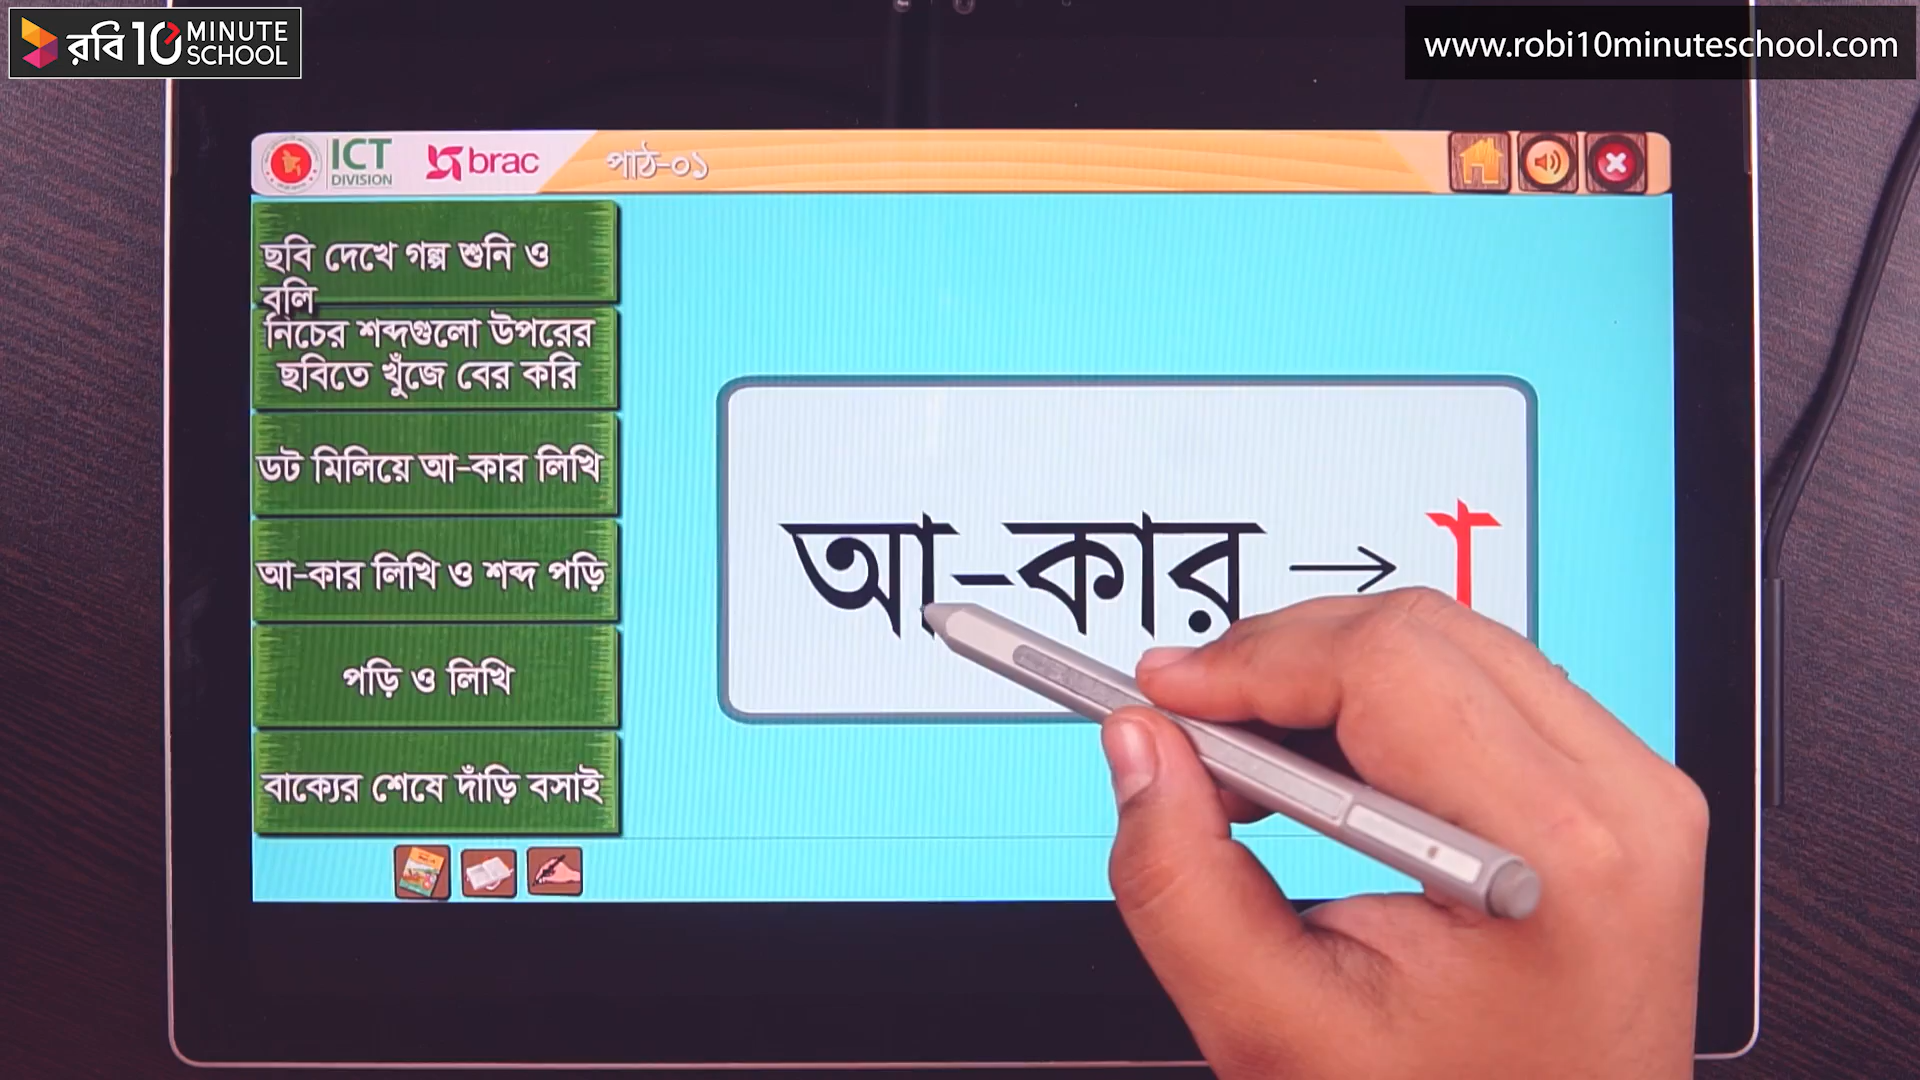 রবি 10 MINUTE SCHOOL
www.robi10minuteschool.com
ICT DIVISION
brac
পাঠ-০১
ছবি দেখে গল্প শুনি ও
বলি
নিচের শব্দগুলো উপরের
ছবিতে খুঁজে বের করি
ডট মিলিয়ে আ-কার লিখি
আ-কার লিখি ও শব্দ পড়ি
পড়ি ও লিখি
বাক্যের শেষে দাঁড়ি বসাই
আ-কার → া